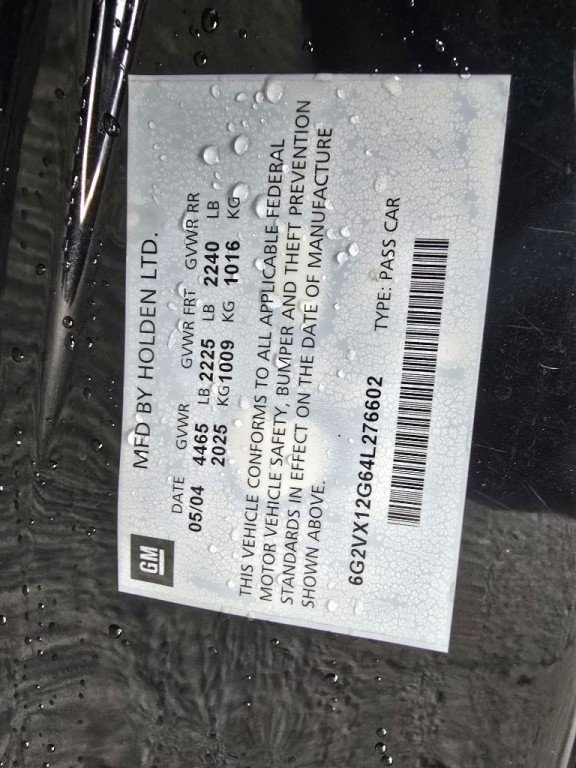 GM
MFD BY HOLDEN LTD.
DATE GVWR GVWR FRT GVWR RR
05/04 4465 LB 2225 LB 2240 LB
2025 KG 1009 KG 1016 KG
THIS VEHICLE CONFORMS TO ALL APPLICABLE FEDERAL
MOTOR VEHICLE SAFETY, BUMPER AND THEFT PREVENTION
STANDARDS IN EFFECT ON THE DATE OF MANUFACTURE
SHOWN ABOVE.
6G2VX12G64L276602 TYPE: PASS CAR